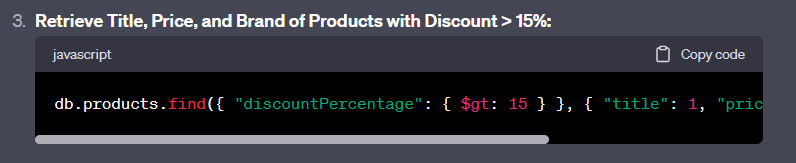 3. Retrieve Title, Price, and Brand of Products with Discount > 15%:
javascript Copy code
db.products.find({ "discountPercentage": { $gt: 15 } }, { "title": 1, "pric